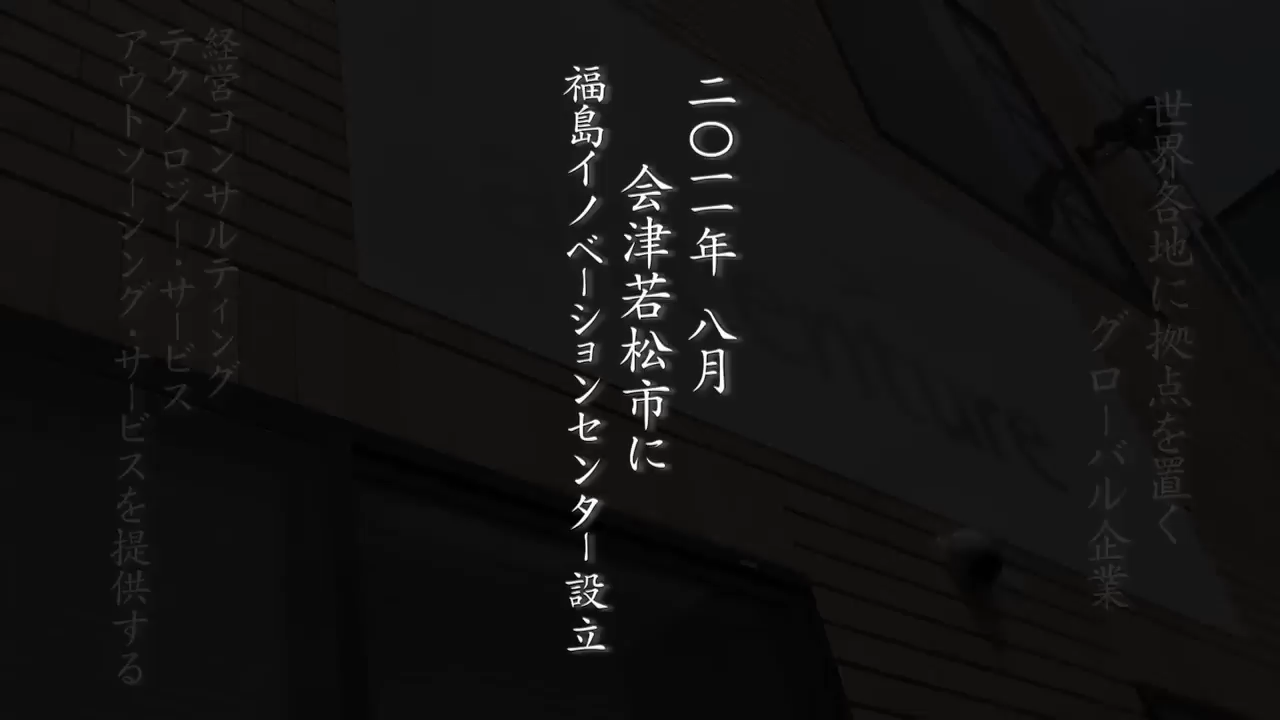 世界各地に拠点を置く
グローバル企業
二〇一一年 八月
会津若松市に
福島イノベーションセンター設立
経営コンサルティング
テクノロジー・サービス
アウトソーシング・サービスを提供する